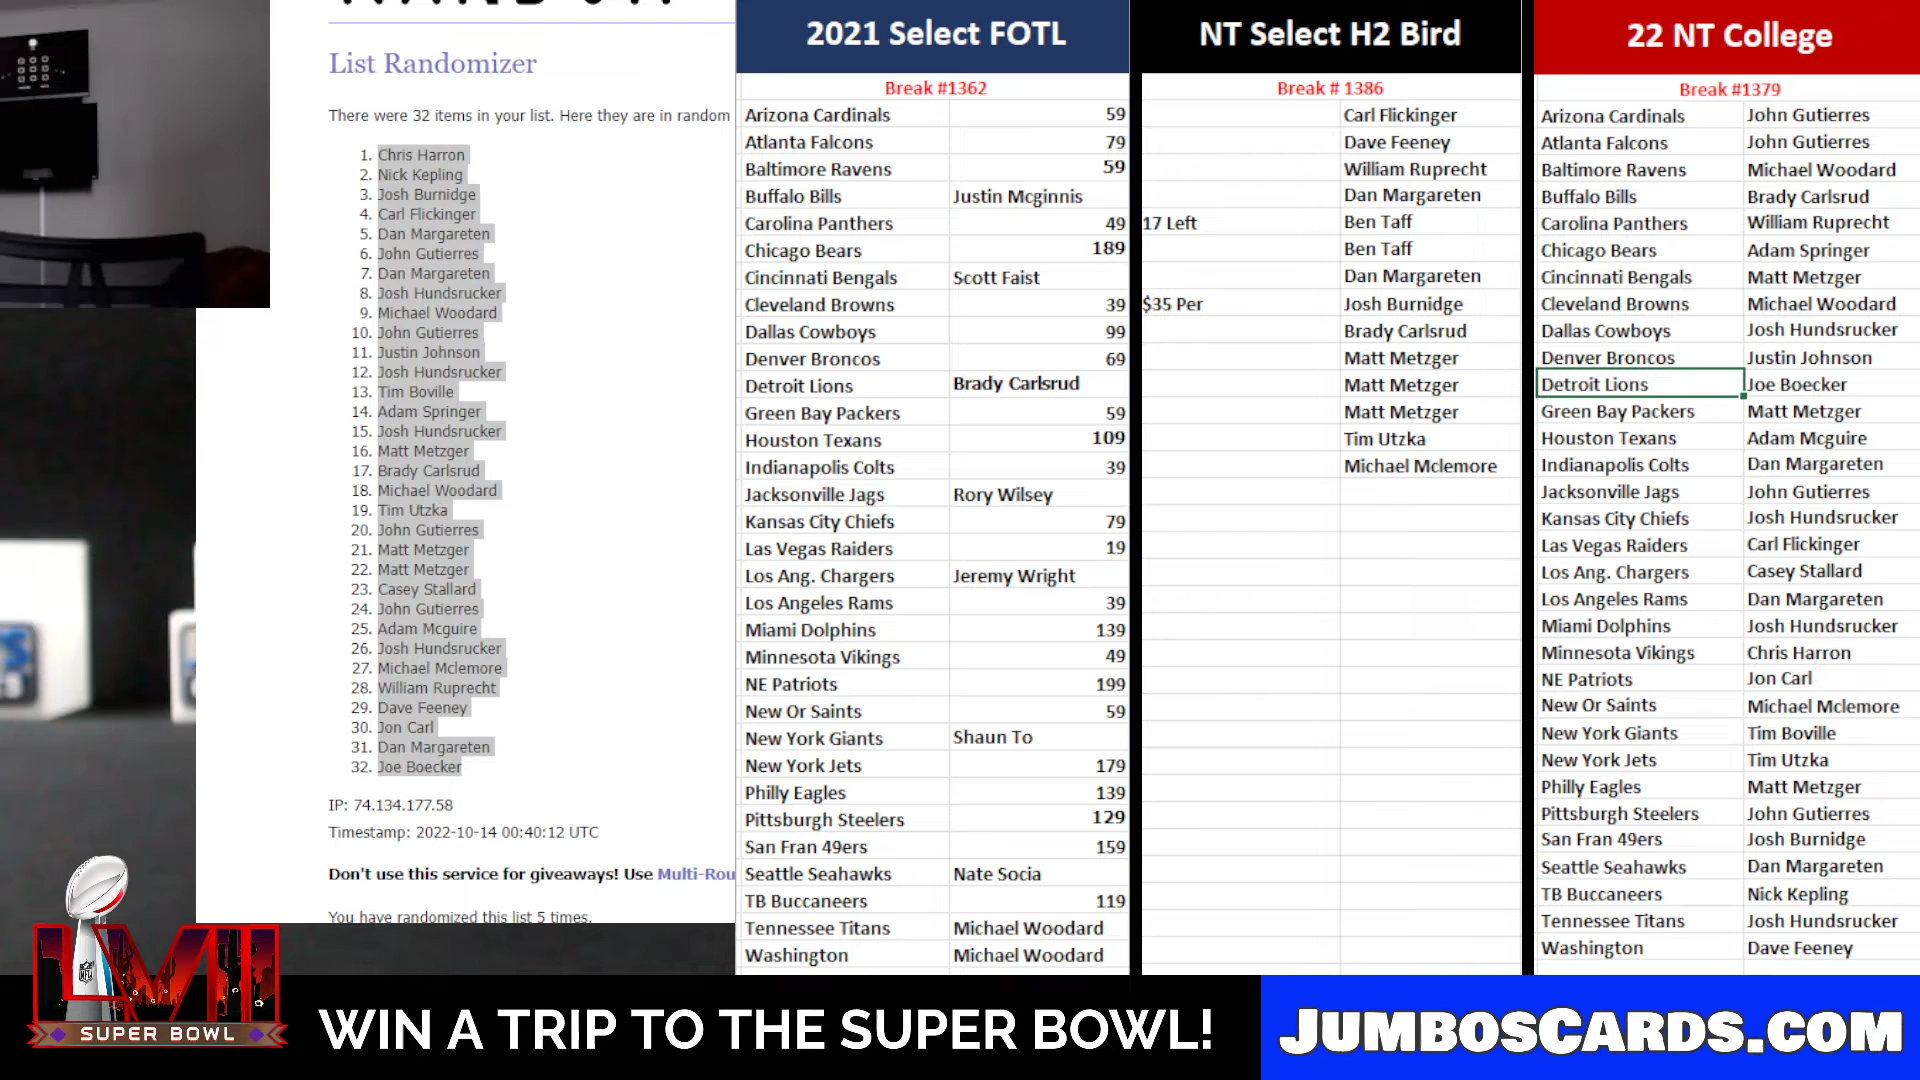 List Randomizer
There were 32 items in your list. Here they are in random
1. Chris Harron
2. Nick Kepling
3. Josh Burnidge
4. Carl Flickinger
5. Dan Margareten
6. John Gutierres
7. Dan Margareten
8. Josh Hundsrucker
9. Michael Woodard
10. John Gutierres
11. Justin Johnson
12. Josh Hundsrucker
13. Tim Boville
14. Adam Springer
15. Josh Hundsrucker
16. Matt Metzger
17. Brady Carlsrud
18. Michael Woodard
19. Tim Utzka
20. John Gutierres
21. Matt Metzger
22. Matt Metzger
23. Casey Stallard
24. John Gutierres
25. Adam Mcguire
26. Josh Hundsrucker
27. Michael Mclemore
28. William Ruprecht
29. Dave Feeney
30. Jon Carl
31. Dan Margareten
32. Joe Boecker
IP: 74.134.177.58
Timestamp: 2022-10-14 00:40:12 UTC
Don't use this service for giveaways! Use Multi-Rou
You have randomized this list 5 times.
2021 Select FOTL
Break #1362
Arizona Cardinals 59
Atlanta Falcons 79
Baltimore Ravens 59
Buffalo Bills Justin Mcginnis
Carolina Panthers 49
Chicago Bears 189
Cincinnati Bengals Scott Faist
Cleveland Browns 39
Dallas Cowboys 99
Denver Broncos 69
Detroit Lions Brady Carlsrud
Green Bay Packers 59
Houston Texans 109
Indianapolis Colts 39
Jacksonville Jags Rory Wilsey
Kansas City Chiefs 79
Las Vegas Raiders 19
Los Ang. Chargers Jeremy Wright
Los Angeles Rams 39
Miami Dolphins 139
Minnesota Vikings 49
NE Patriots 199
New Or Saints 59
New York Giants Shaun To
New York Jets 179
Philly Eagles 139
Pittsburgh Steelers 129
San Fran 49ers 159
Seattle Seahawks Nate Socia
TB Buccaneers 119
Tennessee Titans Michael Woodard
Washington Michael Woodard
NT Select H2 Bird
Break # 1386
Carl Flickinger
Dave Feeney
William Ruprecht
Dan Margareten
17 Left Ben Taff
Ben Taff
Dan Margareten
$35 Per Josh Burnidge
Brady Carlsrud
Matt Metzger
Matt Metzger
Matt Metzger
Tim Utzka
Michael Mclemore
22 NT College
Break #1379
Arizona Cardinals John Gutierres
Atlanta Falcons John Gutierres
Baltimore Ravens Michael Woodard
Buffalo Bills Brady Carlsrud
Carolina Panthers William Ruprecht
Chicago Bears Adam Springer
Cincinnati Bengals Matt Metzger
Cleveland Browns Michael Woodard
Dallas Cowboys Josh Hundsrucker
Denver Broncos Justin Johnson
Detroit Lions Joe Boecker
Green Bay Packers Matt Metzger
Houston Texans Adam Mcguire
Indianapolis Colts Dan Margareten
Jacksonville Jags John Gutierres
Kansas City Chiefs Josh Hundsrucker
Las Vegas Raiders Carl Flickinger
Los Ang. Chargers Casey Stallard
Los Angeles Rams Dan Margareten
Miami Dolphins Josh Hundsrucker
Minnesota Vikings Chris Harron
NE Patriots Jon Carl
New Or Saints Michael Mclemore
New York Giants Tim Boville
New York Jets Tim Utzka
Philly Eagles Matt Metzger
Pittsburgh Steelers John Gutierres
San Fran 49ers Josh Burnidge
Seattle Seahawks Dan Margareten
TB Buccaneers Nick Kepling
Tennessee Titans Josh Hundsrucker
Washington Dave Feeney
LVII
NFL
SUPER BOWL
WIN A TRIP TO THE SUPER BOWL!
JUMBOSCARDS.COM